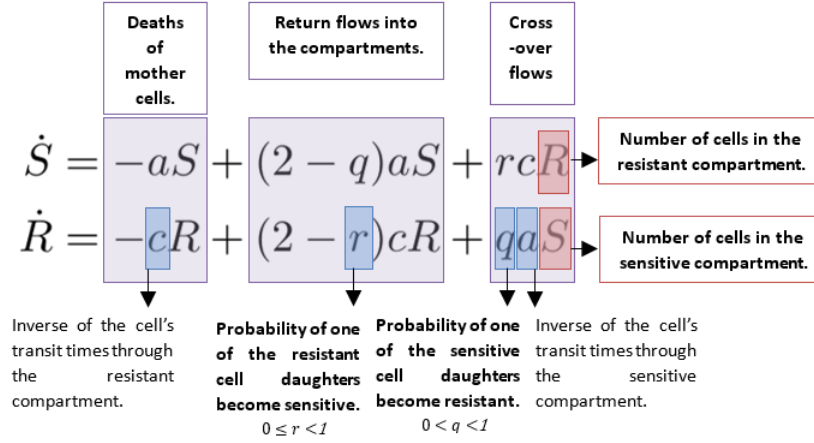 Deaths
of
mother
cells.
Return flows into
the compartments.
Cross
-over
flows
Ṡ = −aS + (2 − q)aS + rcR
Number of cells in the
resistant compartment.
Ṙ = −cR + (2 − r)cR + qaS
Number of cells in the
sensitive compartment.
Inverse of the cell's
transit times through
the resistant
compartment.
Probability of one
of the resistant
cell daughters
become sensitive.
0 ≤ r <1
Probability of one
of the sensitive
cell daughters
become resistant.
0 < q <1
Inverse of the cell's
transit times through
the sensitive
compartment.